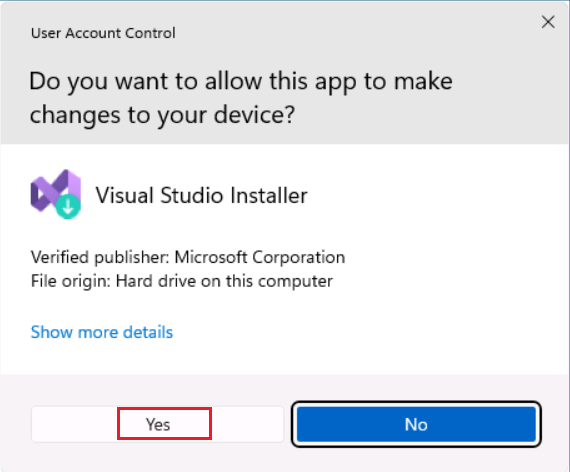 User Account Control
Do you want to allow this app to make
changes to your device?
Visual Studio Installer
Verified publisher: Microsoft Corporation
File origin: Hard drive on this computer
Show more details
Yes
No